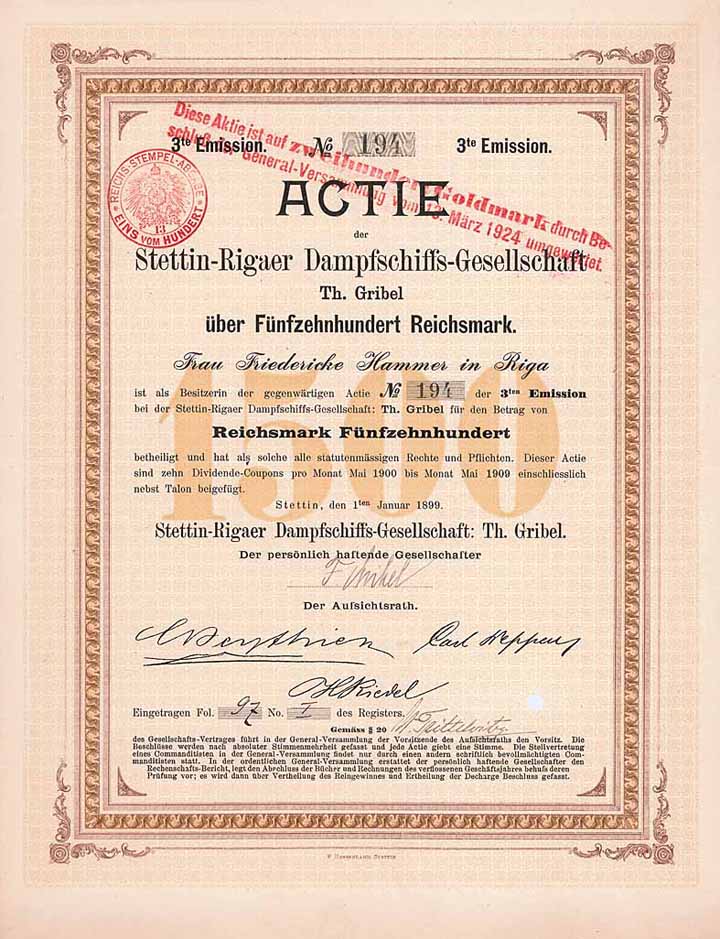 Diese Aktie ist auf zweihundert Goldmark durch Be-
schluß der General-Versammlung vom 13. März 1924 umgewertet.
3te Emission. No 194 3te Emission.
REICHS-STEMPEL-ABGABE
13
EINS VOM HUNDERT
ACTIE
der
Stettin-Rigaer Dampfschiffs-Gesellschaft
Th. Gribel
über Fünfzehnhundert Reichsmark.
1500
Frau Friedericke Hammer in Riga
ist als Besitzerin der gegenwärtigen Actie No 194 der 3ten Emission
bei der Stettin-Rigaer Dampfschiffs-Gesellschaft: Th. Gribel für den Betrag von
Reichsmark Fünfzehnhundert
betheiligt und hat als solche alle statutenmässigen Rechte und Pflichten. Dieser Actie
sind zehn Dividende-Coupons pro Monat Mai 1900 bis Monat Mai 1909 einschliesslich
nebst Talon beigefügt.
Stettin, den 1ten Januar 1899.
Stettin-Rigaer Dampfschiffs-Gesellschaft: Th. Gribel.
Der persönlich haftende Gesellschafter
Der Aufsichtsrath.
HKiedel
Eingetragen Fol. 97 No. I des Registers.
Gemäss § 20
des Gesellschafts-Vertrages führt in der General-Versammlung der Vorsitzende des Aufsichtsraths den Vorsitz. Die
Beschlüsse werden nach absoluter Stimmenmehrheit gefasst und jede Actie giebt eine Stimme. Die Stellvertretung
eines Commanditisten in der General-Versammlung findet nur durch einen andern schriftlich bevollmächtigten Com-
manditisten statt. In der ordentlichen General-Versammlung erstattet der persönlich haftende Gesellschafter den
Rechenschafts-Bericht, legt den Abschluss der Bücher und Rechnungen des verflossenen Geschäftsjahres behufs deren
Prüfung vor; es wird dann über Vertheilung des Reingewinnes und Ertheilung der Decharge Beschluss gefasst.
F. Hessenland, Stettin